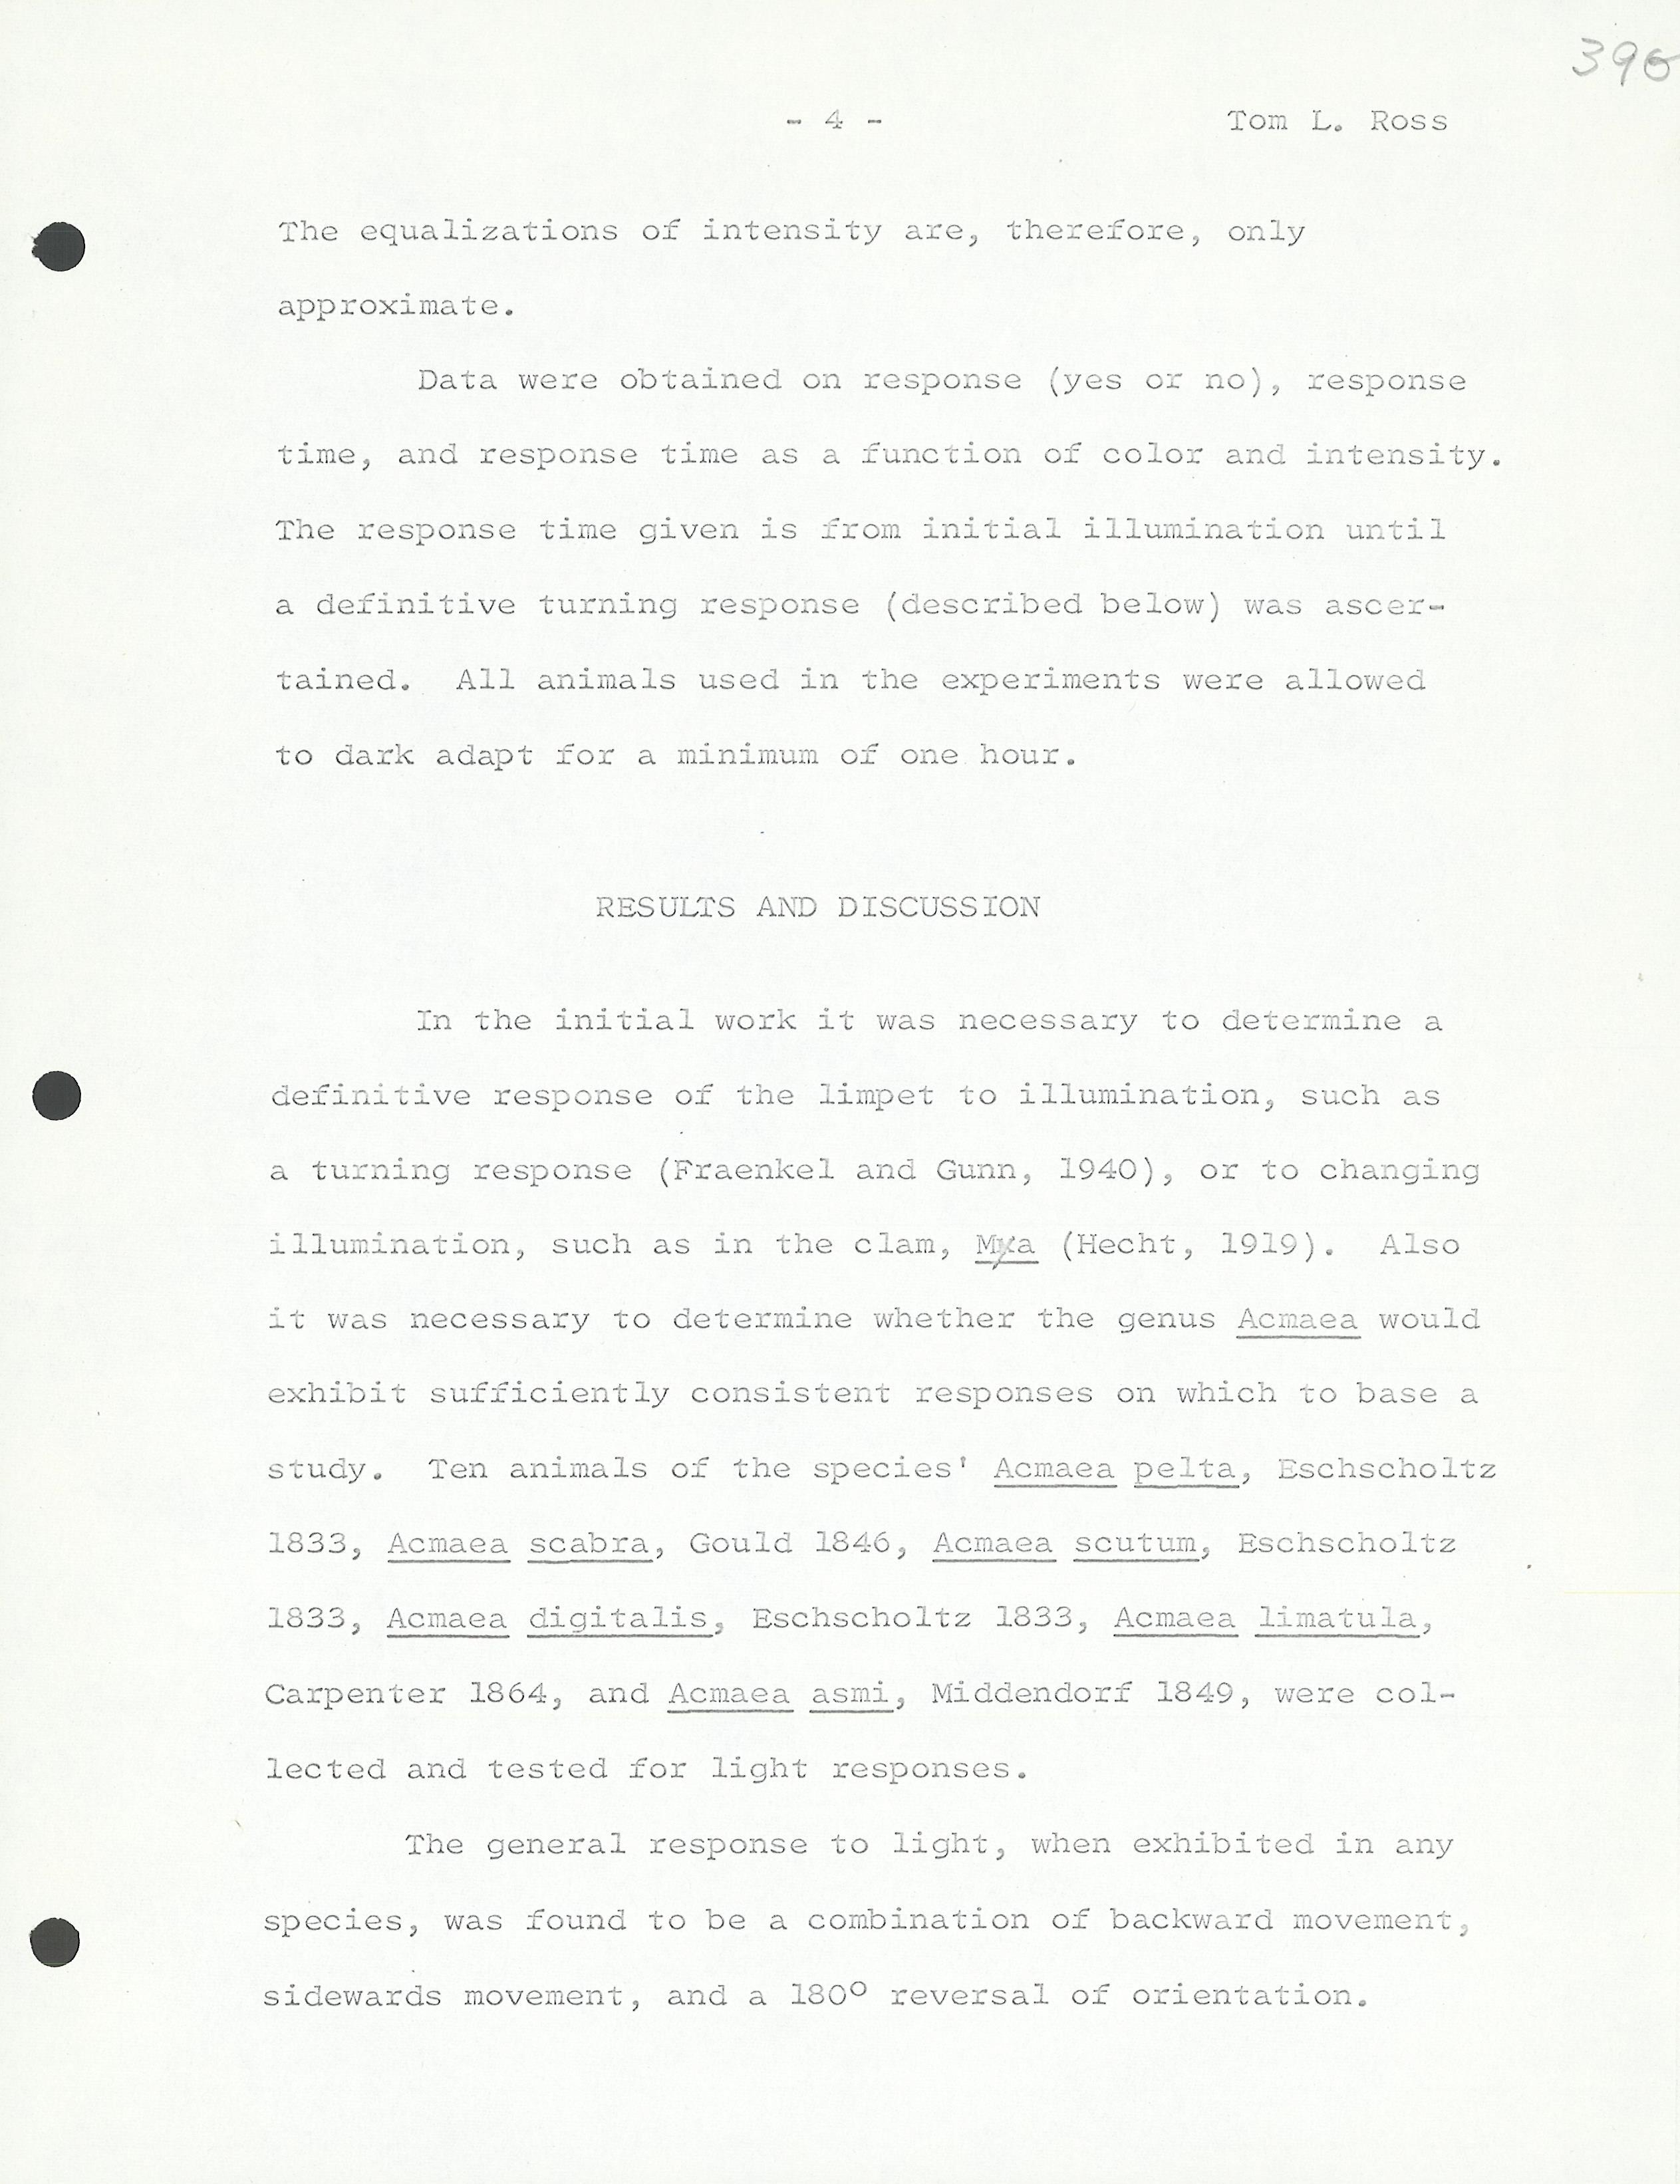 396
- 4 - Tom L. Ross
The equalizations of intensity are, therefore, only
approximate.
Data were obtained on response (yes or no), response
time, and response time as a function of color and intensity.
The response time given is from initial illumination until
a definitive turning response (described below) was ascer-
tained. All animals used in the experiments were allowed
to dark adapt for a minimum of one hour.
RESULTS AND DISCUSSION
In the initial work it was necessary to determine a
definitive response of the limpet to illumination, such as
a turning response (Fraenkel and Gunn, 1940), or to changing
illumination, such as in the clam, Mya (Hecht, 1919). Also
it was necessary to determine whether the genus Acmaea would
exhibit sufficiently consistent responses on which to base a
study. Ten animals of the species' Acmaea pelta, Eschscholtz
1833, Acmaea scabra, Gould 1846, Acmaea scutum, Eschscholtz
1833, Acmaea digitalis, Eschscholtz 1833, Acmaea limatula,
Carpenter 1864, and Acmaea asmi, Middendorf 1849, were col-
lected and tested for light responses.
The general response to light, when exhibited in any
species, was found to be a combination of backward movement,
sidewards movement, and a 180° reversal of orientation.